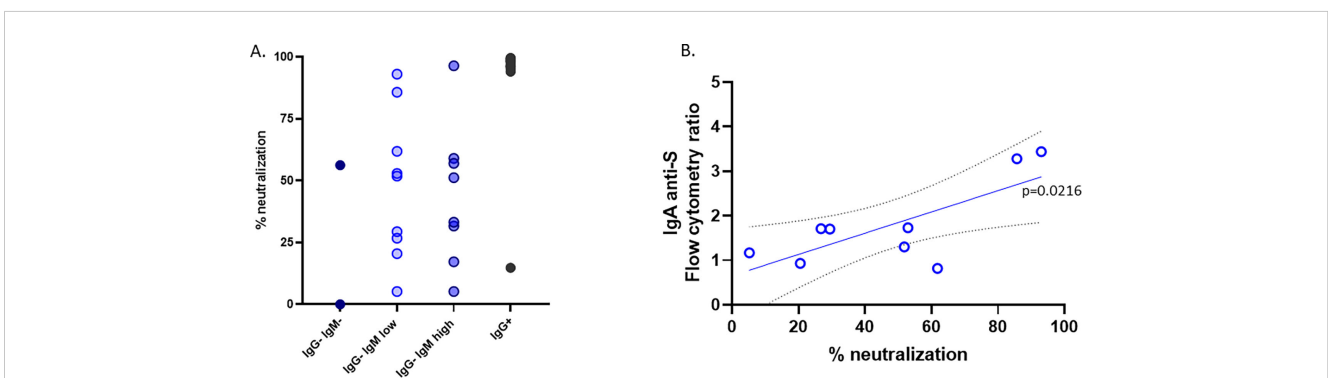 A.
% neutralization
100
75
50
25
0
IgG- IgM-
IgG- IgM low
IgG- IgM high
IgG+
B.
IgA anti-S
Flow cytometry ratio
5
4
3
2
1
0
p=0.0216
0 20 40 60 80 100
% neutralization